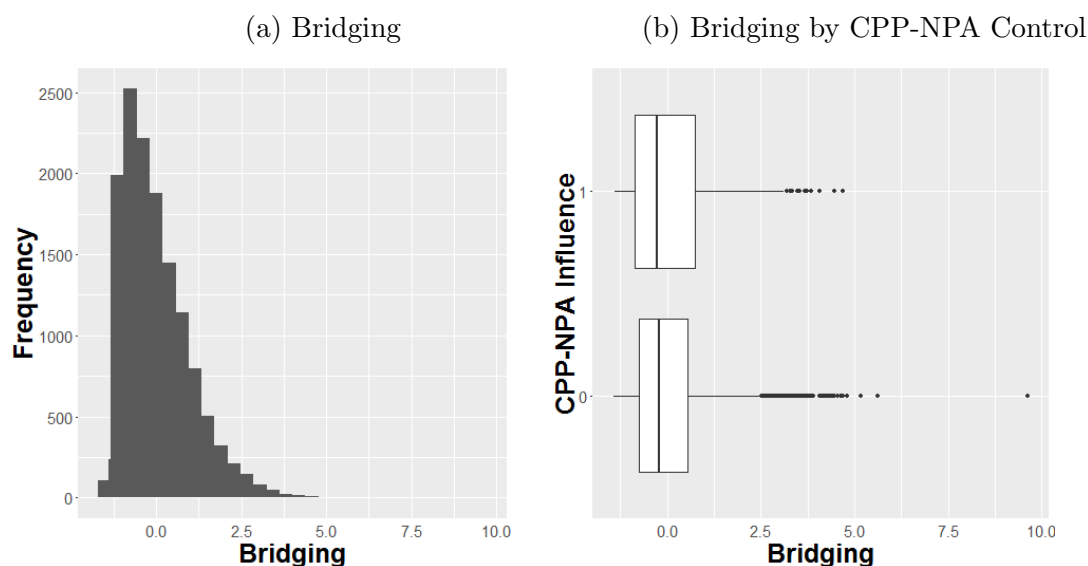 (a) Bridging
Frequency
2500
2000
1500
1000
500
0
0.0 2.5 5.0 7.5 10.0
Bridging
(b) Bridging by CPP-NPA Control
CPP-NPA Influence
1
0
0.0 2.5 5.0 7.5 10.0
Bridging